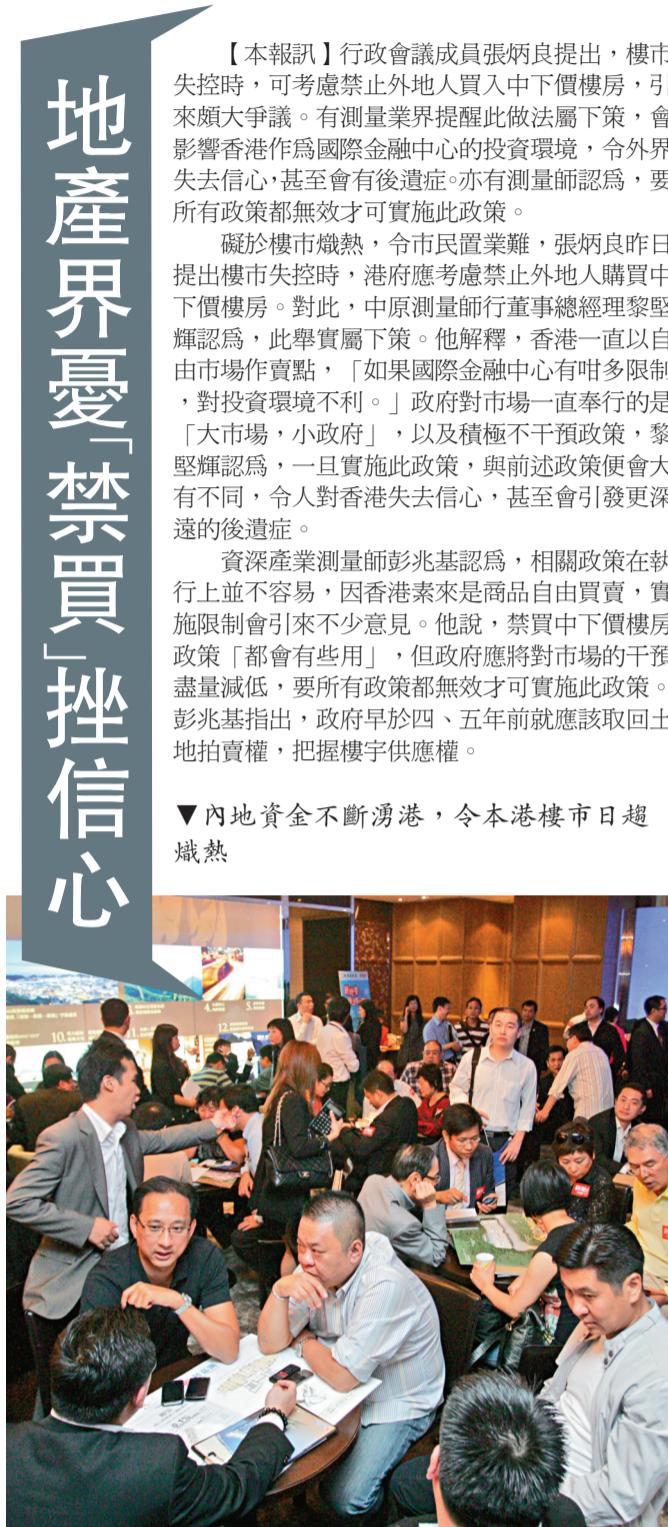 地產界憂「禁買」挫信心
【本報訊】行政會議成員張炳良提出，樓市
失控時，可考慮禁止外地人買入中下價樓房，引
來頗大爭議。有測量業界提醒此做法屬下策，會
影響香港作爲國際金融中心的投資環境，令外界
失去信心，甚至會有後遺症。亦有測量師認爲，要
所有政策都無效才可實施此政策。
礙於樓市熾熱，令市民置業難，張炳良昨日
提出樓市失控時，港府應考慮禁止外地人購買中
下價樓房。對此，中原測量師行董事總經理黎堅
輝認爲，此舉實屬下策。他解釋，香港一直以自
由市場作賣點，「如果國際金融中心有咁多限制
，對投資環境不利。」政府對市場一直奉行的是
「大市場，小政府」，以及積極不干預政策，黎
堅輝認爲，一旦實施此政策，與前述政策便會大
有不同，令人對香港失去信心，甚至會引發更深
遠的後遺症。
資深產業測量師彭兆基認爲，相關政策在執
行上並不容易，因香港素來是商品自由買賣，實
施限制會引來不少意見。他說，禁買中下價樓房
政策「都會有些用」，但政府應將對市場的干預
盡量減低，要所有政策都無效才可實施此政策。
彭兆基指出，政府早於四、五年前就應該取回土
地拍賣權，把握樓宇供應權。
▼內地資金不斷湧港，令本港樓市日趨
熾熱
4.
5.
10.
11.
12.